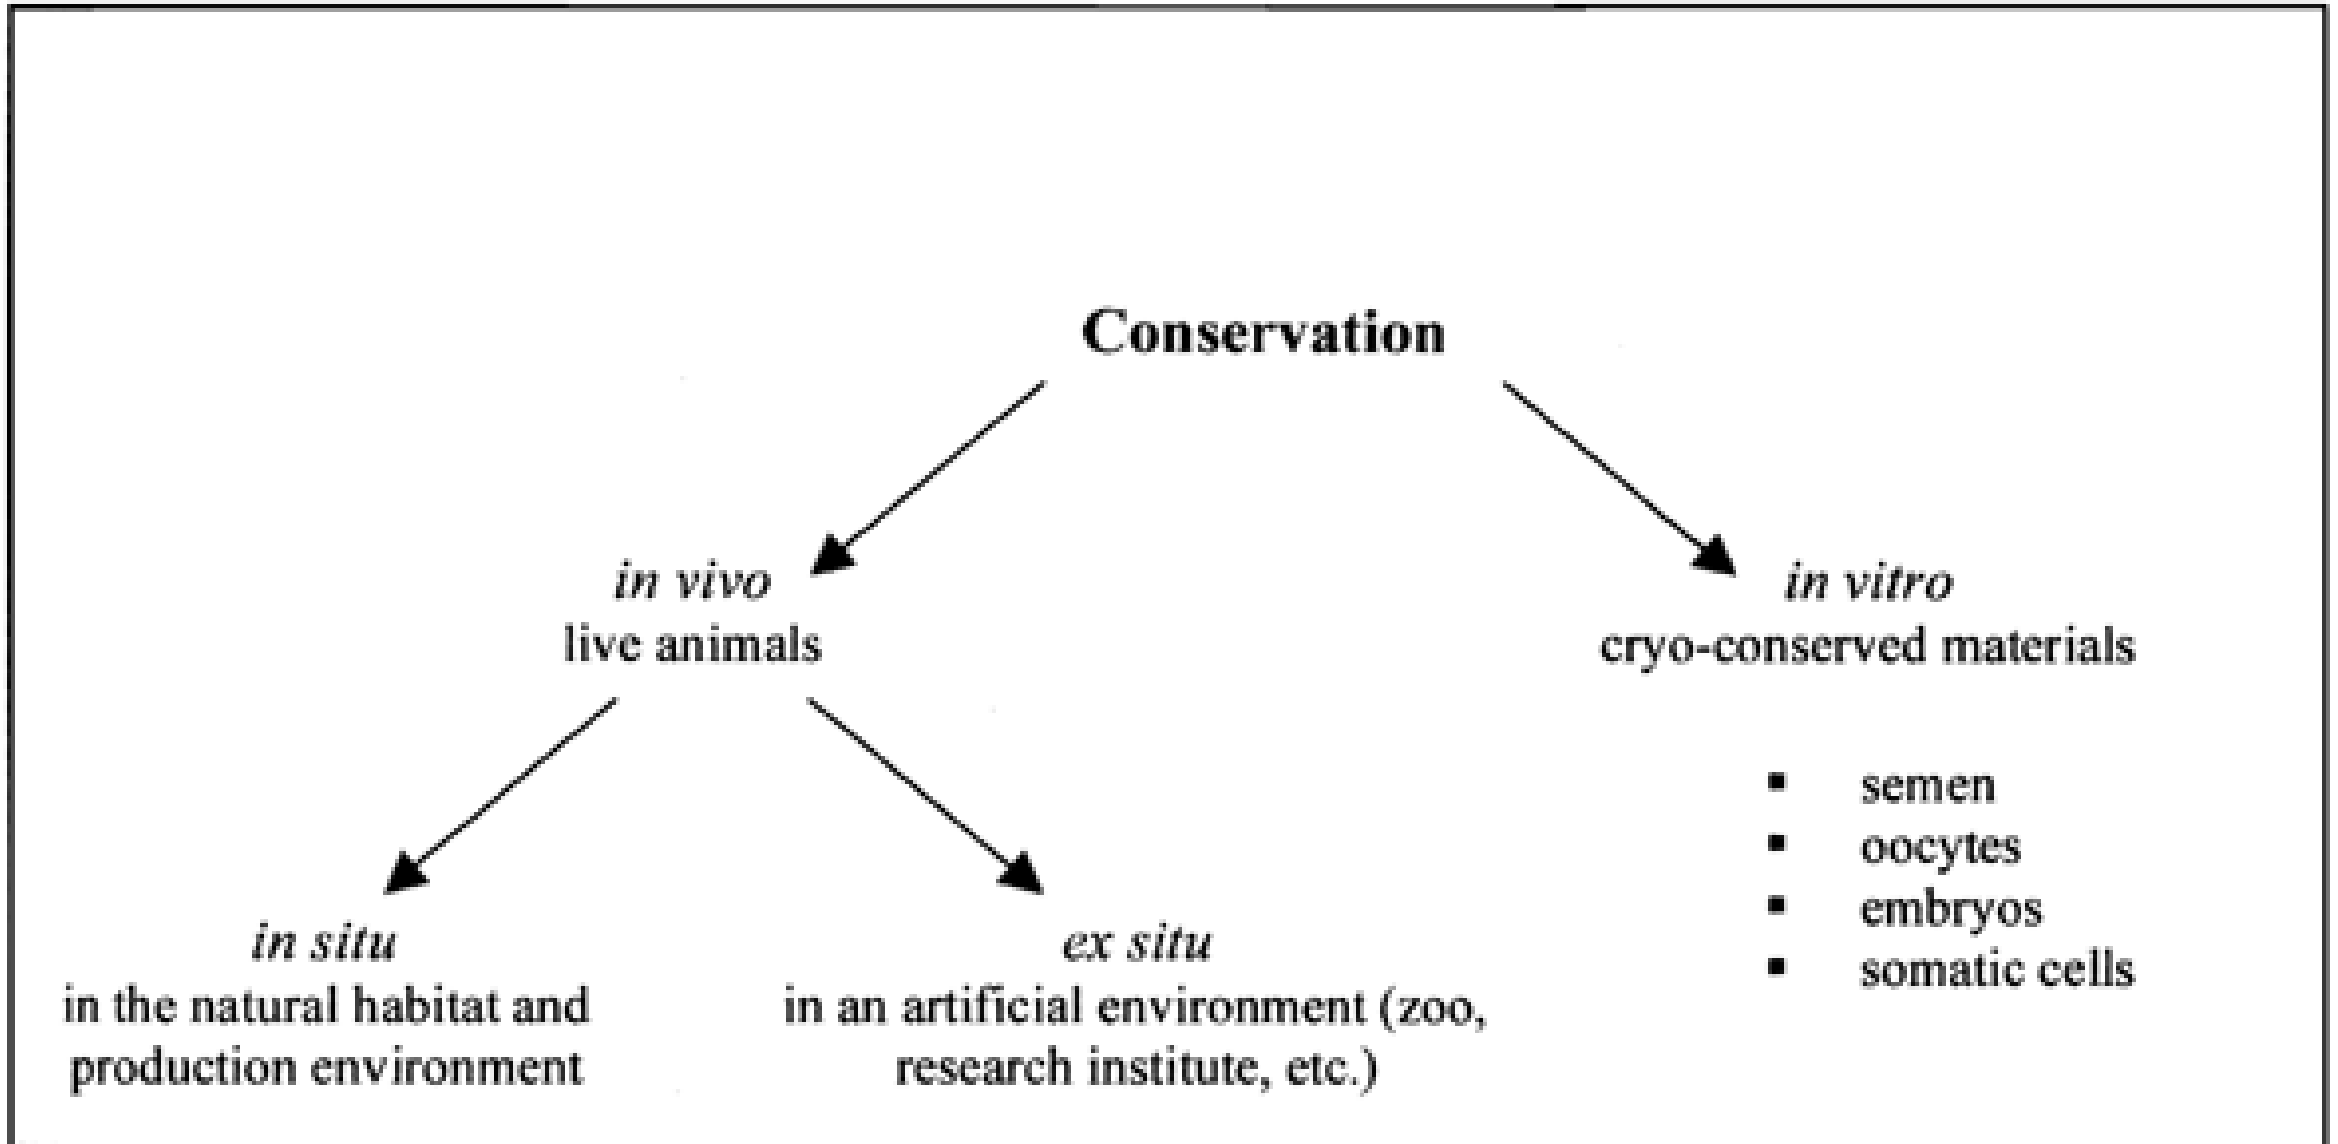 Conservation
in vivo
live animals
in vitro
cryo-conserved materials
▪ semen
▪ oocytes
▪ embryos
▪ somatic cells
in situ
in the natural habitat and
production environment
ex situ
in an artificial environment (zoo,
research institute, etc.)